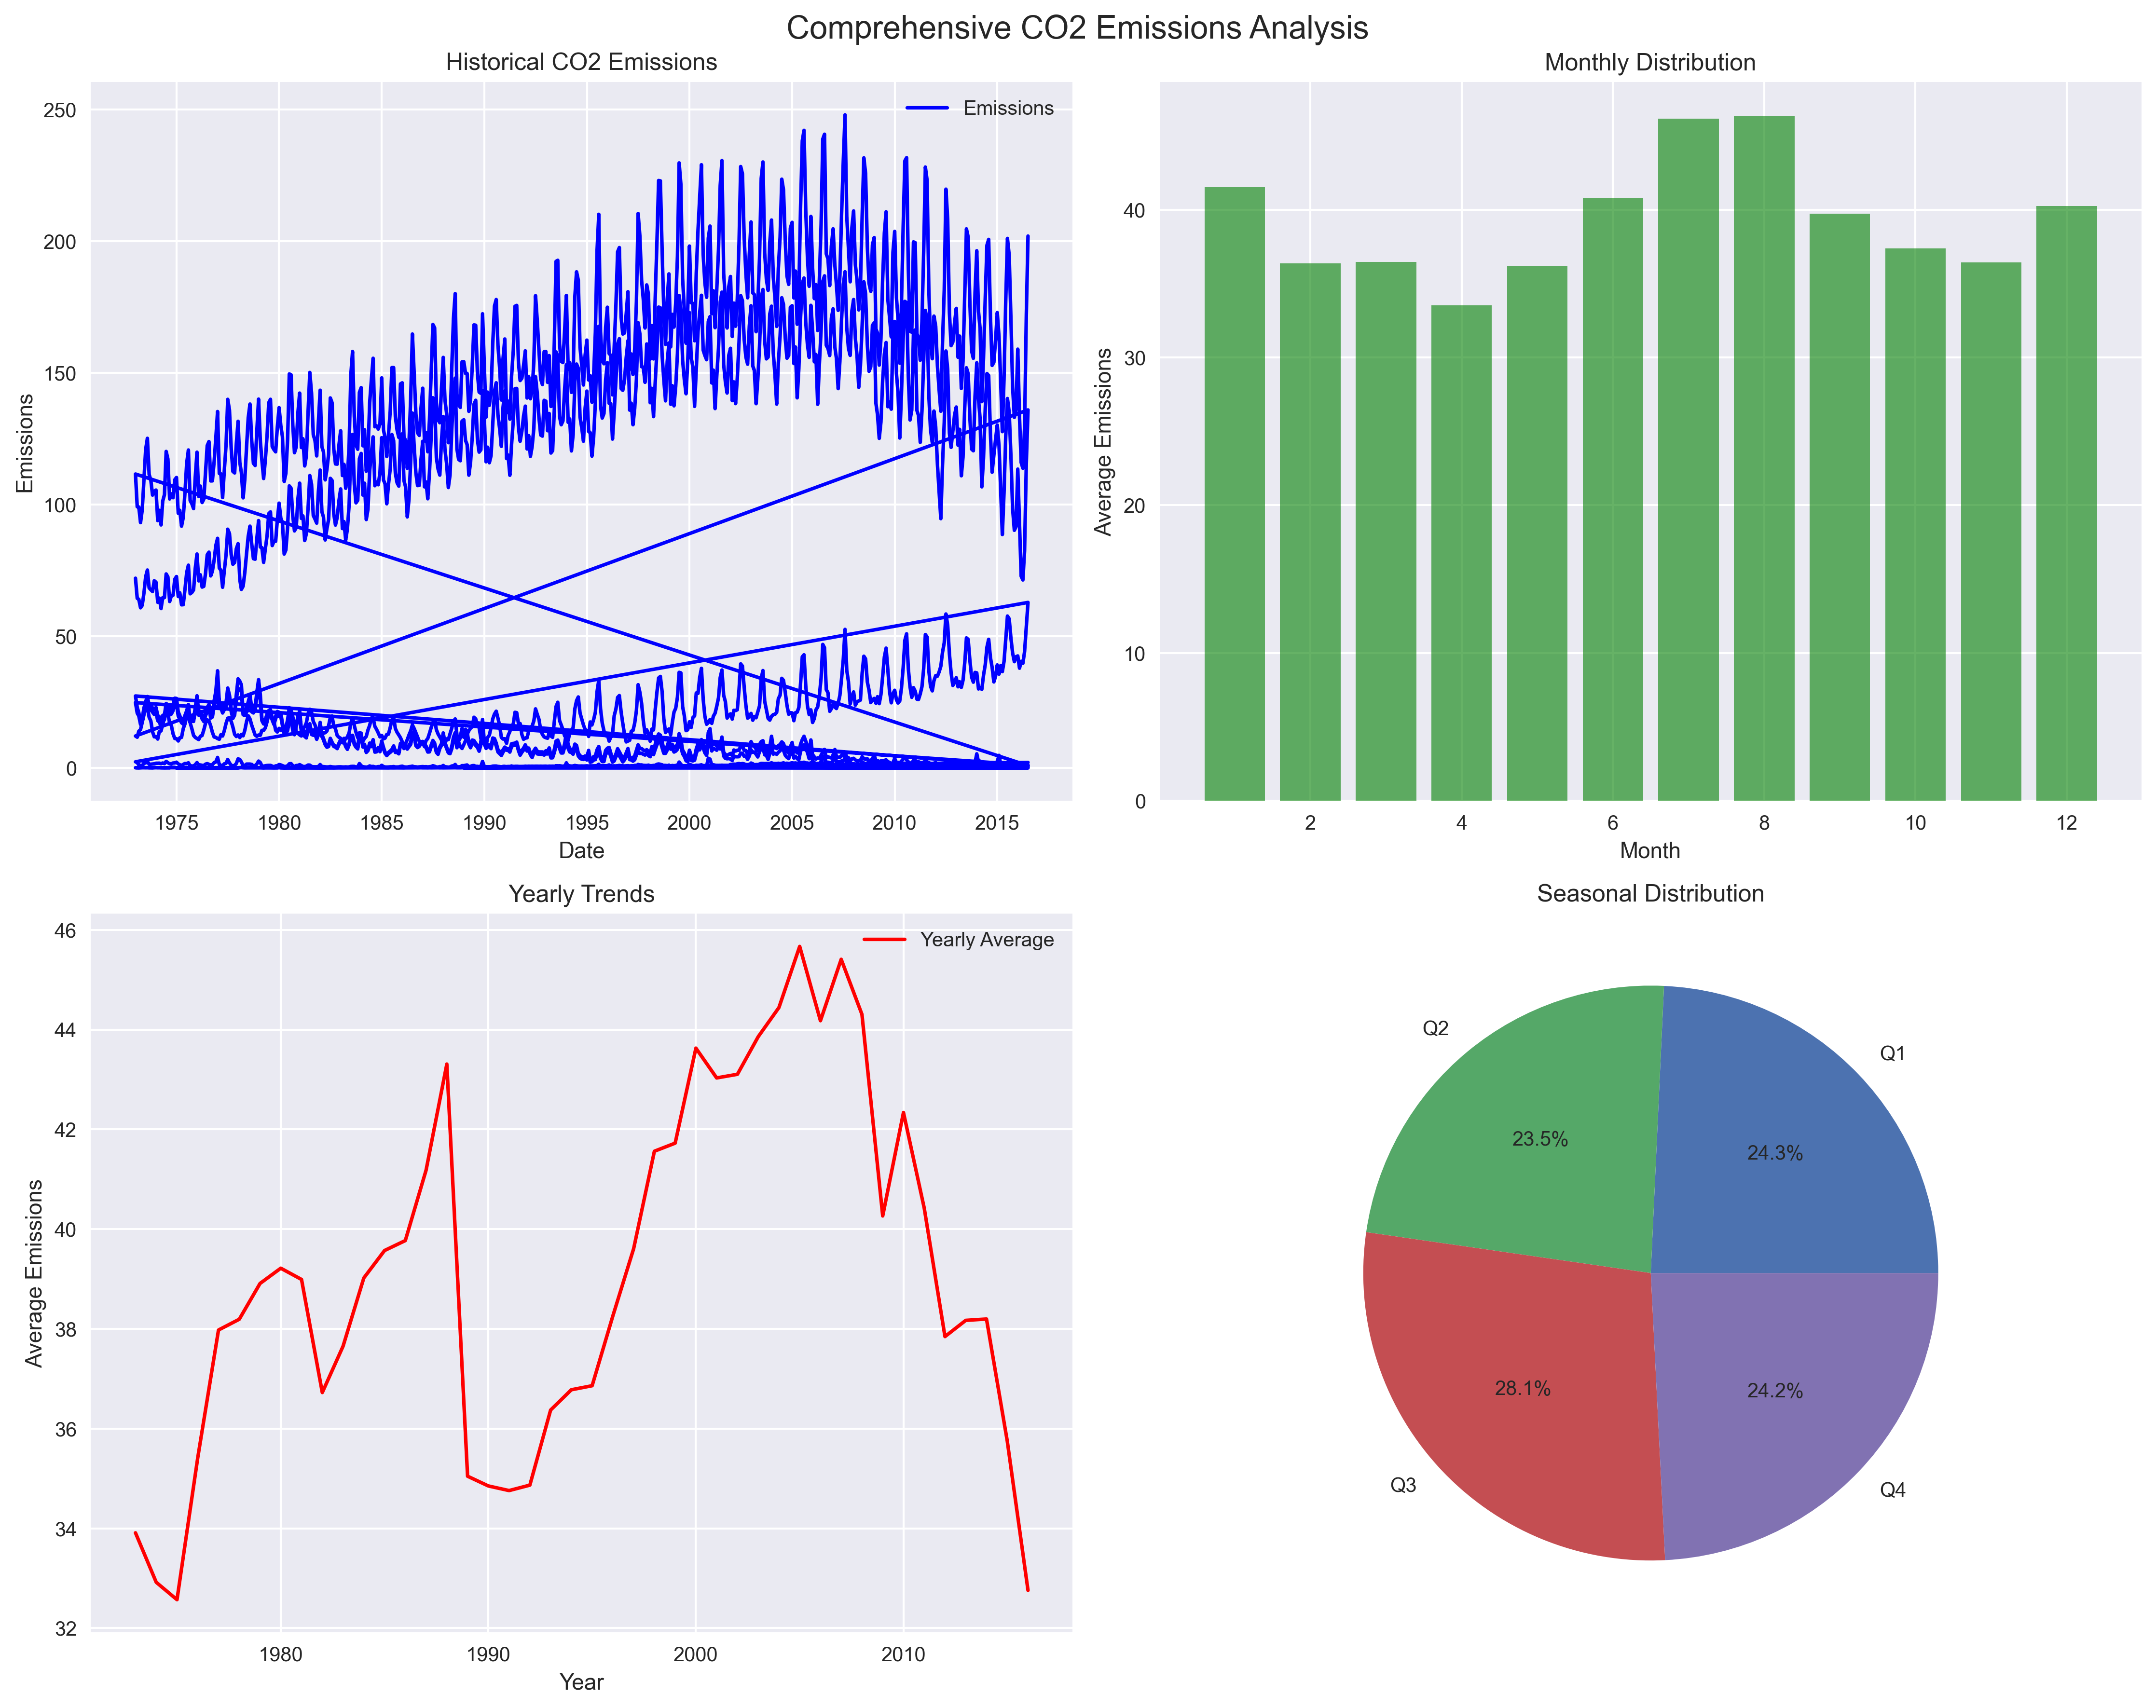 Comprehensive CO2 Emissions Analysis
Historical CO2 Emissions
Emissions
250
200
150
100
50
0
Emissions
1975
1980
1985
1990
1995
2000
2005
2010
2015
Date
Monthly Distribution
40
30
20
10
0
Average Emissions
2
4
6
8
10
12
Month
Yearly Trends
Yearly Average
46
44
42
40
38
36
34
32
Average Emissions
1980
1990
2000
2010
Year
Seasonal Distribution
Q2
Q1
23.5%
24.3%
28.1%
24.2%
Q3
Q4